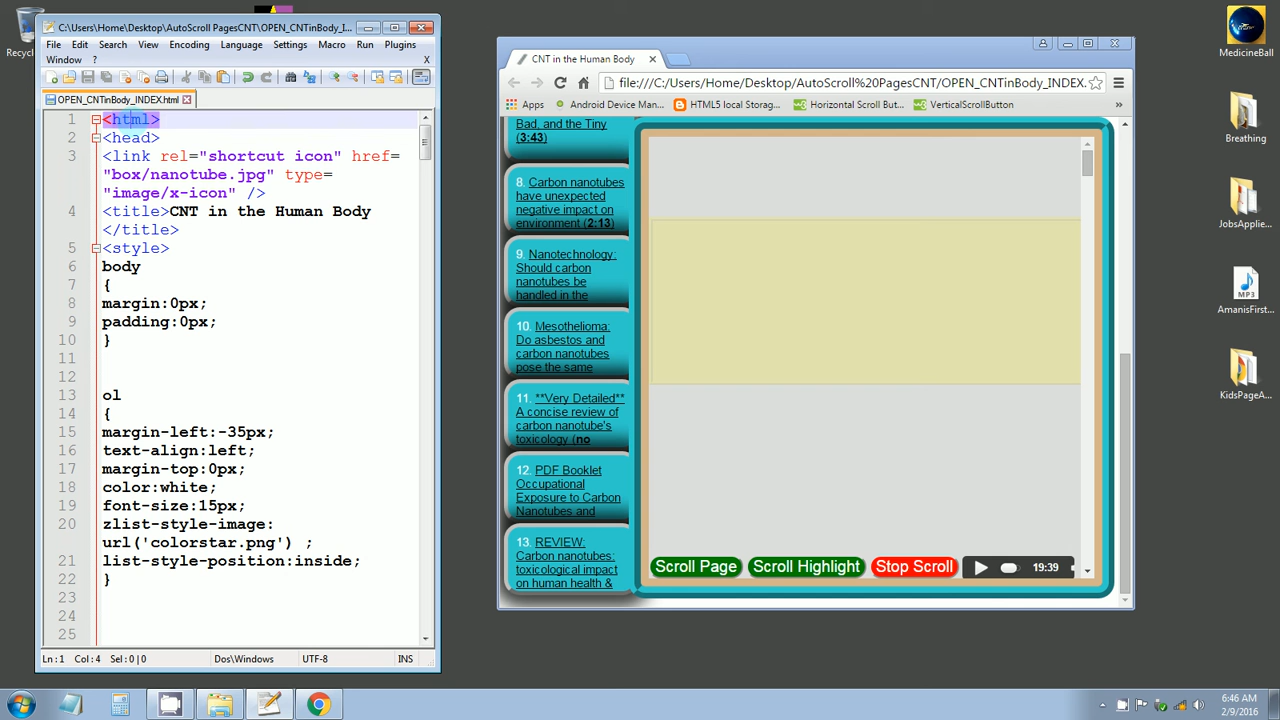 Recycl
C:\Users\Home\Desktop\AutoScroll PagesCNT\OPEN_CNTinBody_I...
File Edit Search View Encoding Language Settings Macro Run Plugins
Window ? X
OPEN_CNTinBody_INDEX.html
1 <html>
2 <head>
3 <link rel="shortcut icon" href=
"box/nanotube.jpg" type=
"image/x-icon" />
4 <title>CNT in the Human Body
</title>
5 <style>
6 body
7 {
8 margin:0px;
9 padding:0px;
10 }
11
12
13 ol
14 {
15 margin-left:-35px;
16 text-align:left;
17 margin-top:0px;
18 color:white;
19 font-size:15px;
20 zlist-style-image:
url('colorstar.png') ;
21 list-style-position:inside;
22 }
23
24
25
Ln:1 Col:4 Sel:0|0 Dos\Windows UTF-8 INS
CNT in the Human Body
file:///C:/Users/Home/Desktop/AutoScroll%20PagesCNT/OPEN_CNTinBody_INDEX.
Apps Android Device Man... HTML5 local Storag... Horizontal Scroll But... VerticalScrollButton »
Bad, and the Tiny
(3:43)
8. Carbon nanotubes
have unexpected
negative impact on
environment (2:13)
9. Nanotechnology:
Should carbon
nanotubes be
handled in the
10. Mesothelioma:
Do asbestos and
carbon nanotubes
pose the same
11. **Very Detailed**
A concise review of
carbon nanotube's
toxicology (no
12. PDF Booklet
Occupational
Exposure to Carbon
Nanotubes and
13. REVIEW:
Carbon nanotubes:
toxicological impact
on human health &
Scroll Page Scroll Highlight Stop Scroll 19:39
MedicineBall
Breathing
JobsApplie...
MP3
AmanisFirst...
KidsPageA...
6:46 AM
2/9/2016